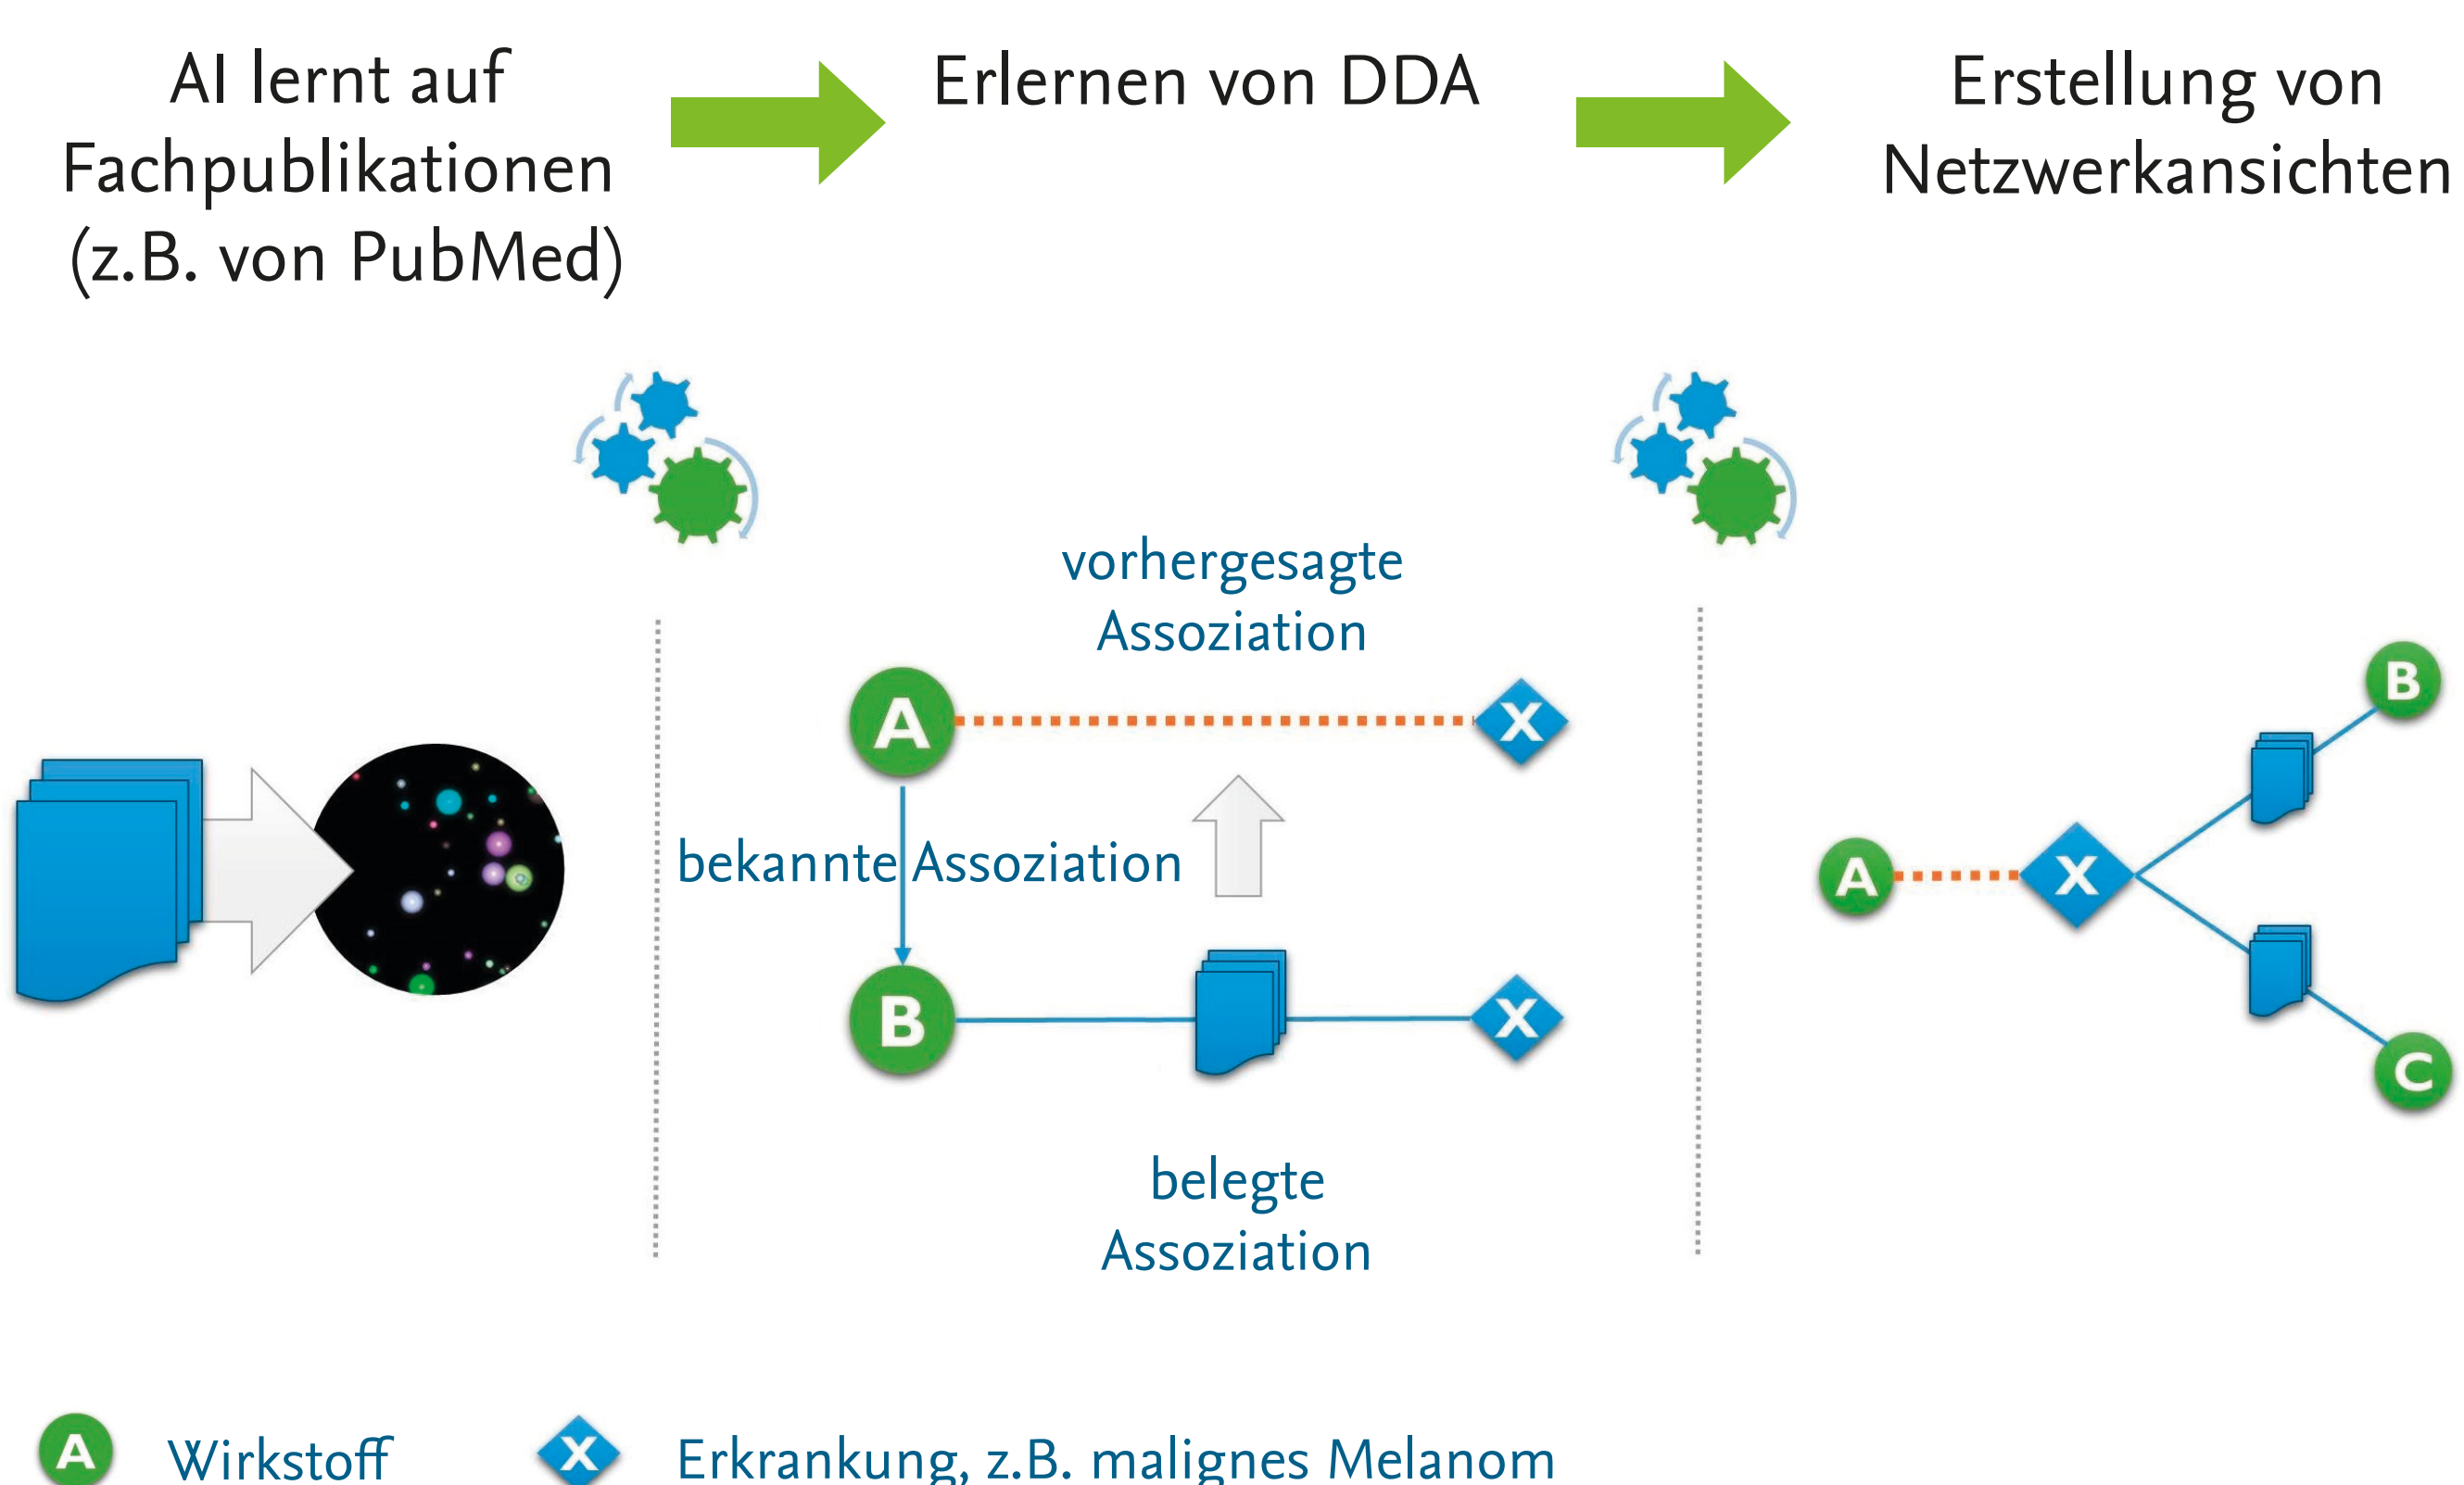 AI lernt auf
Fachpublikationen
(z.B. von PubMed)
Erlernen von DDA
Erstellung von
Netzwerkansichten
vorhergesagte
Assoziation
A
X
bekannte Assoziation
B
X
belegte
Assoziation
B
A
X
C
A Wirkstoff
X Erkrankung, z.B. malignes Melanom